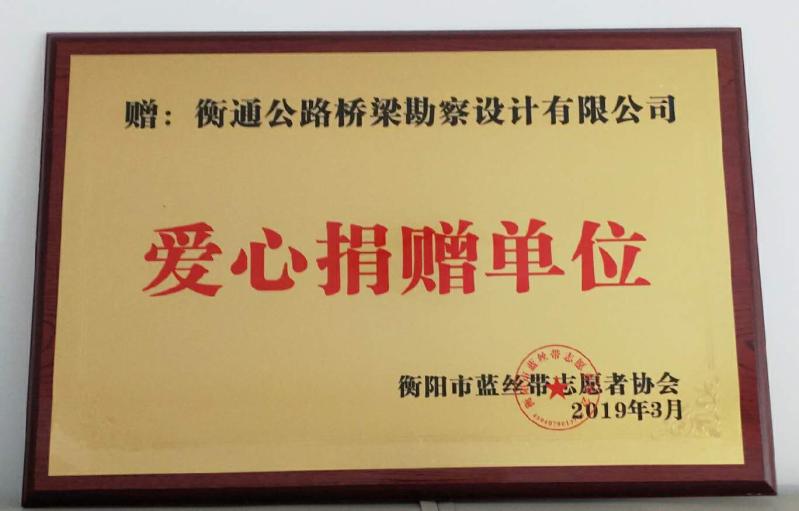 赠：衡通公路桥梁勘察设计有限公司
爱心捐赠单位
衡阳市蓝丝带志愿者协会
2019年3月